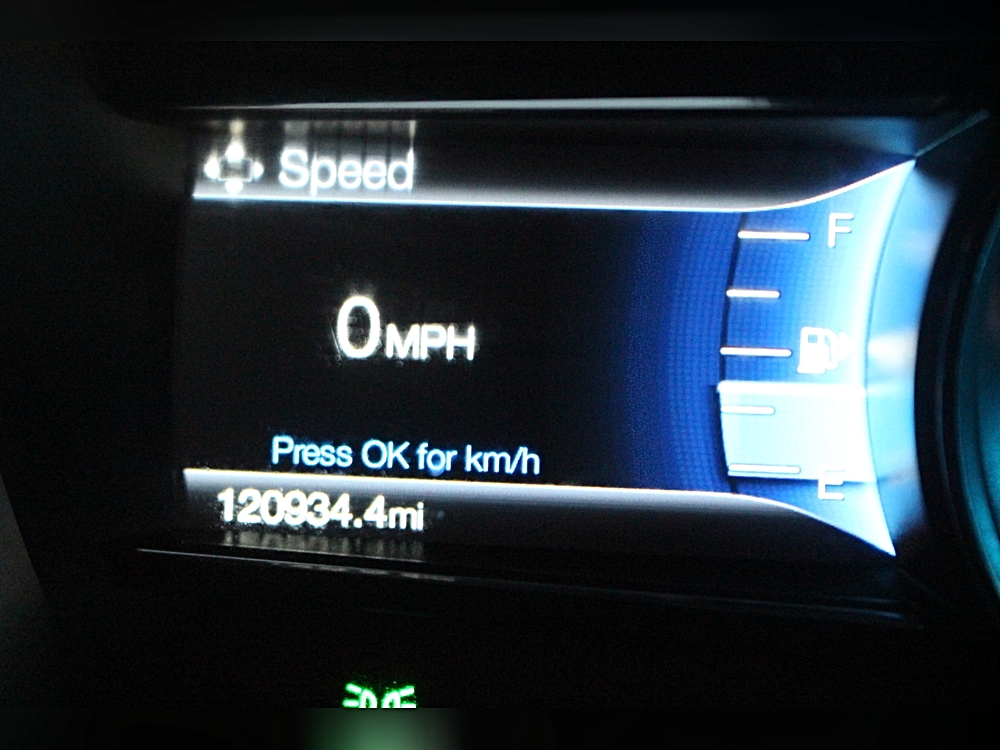 Speed
F
0MPH
Press OK for km/h
E
120934.4mi